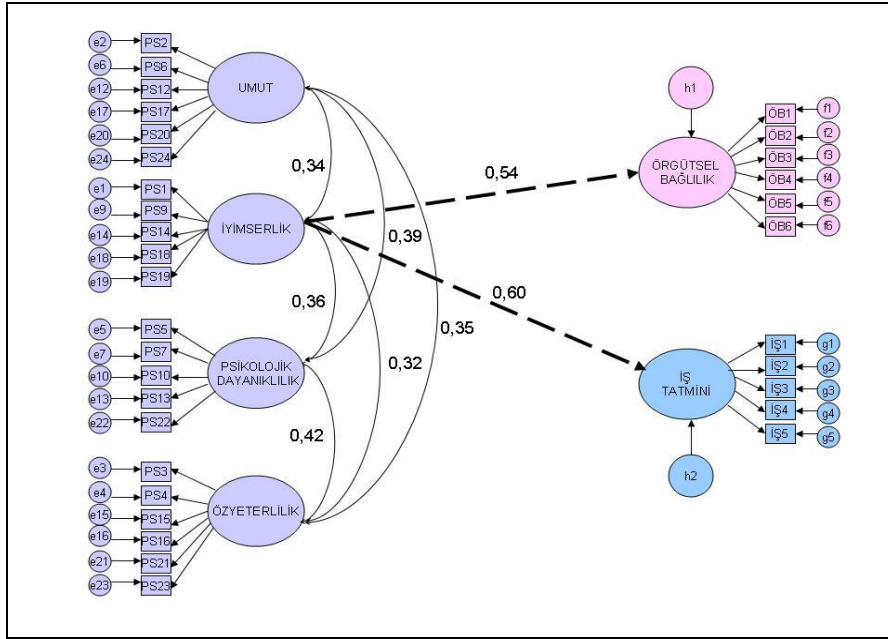 e2
PS2
e6
PS6
e12
PS12
e17
PS17
e20
PS20
e24
PS24
UMUT
e1
PS1
e9
PS9
e14
PS14
e18
PS18
e19
PS19
İYİMSERLİK
e5
PS5
e7
PS7
e10
PS10
e13
PS13
e22
PS22
PSİKOLOJİK
DAYANIKLILIK
e3
PS3
e4
PS4
e15
PS15
e16
PS16
e21
PS21
e23
PS23
ÖZYETERLİLİK
0,34
0,39
0,36
0,35
0,32
0,42
0,54
0,60
h1
ÖRGÜTSEL
BAĞLILIK
ÖB1
f1
ÖB2
f2
ÖB3
f3
ÖB4
f4
ÖB5
f5
ÖB6
f6
İŞ
TATMİNİ
İŞ1
g1
İŞ2
g2
İŞ3
g3
İŞ4
g4
İŞ5
g5
h2